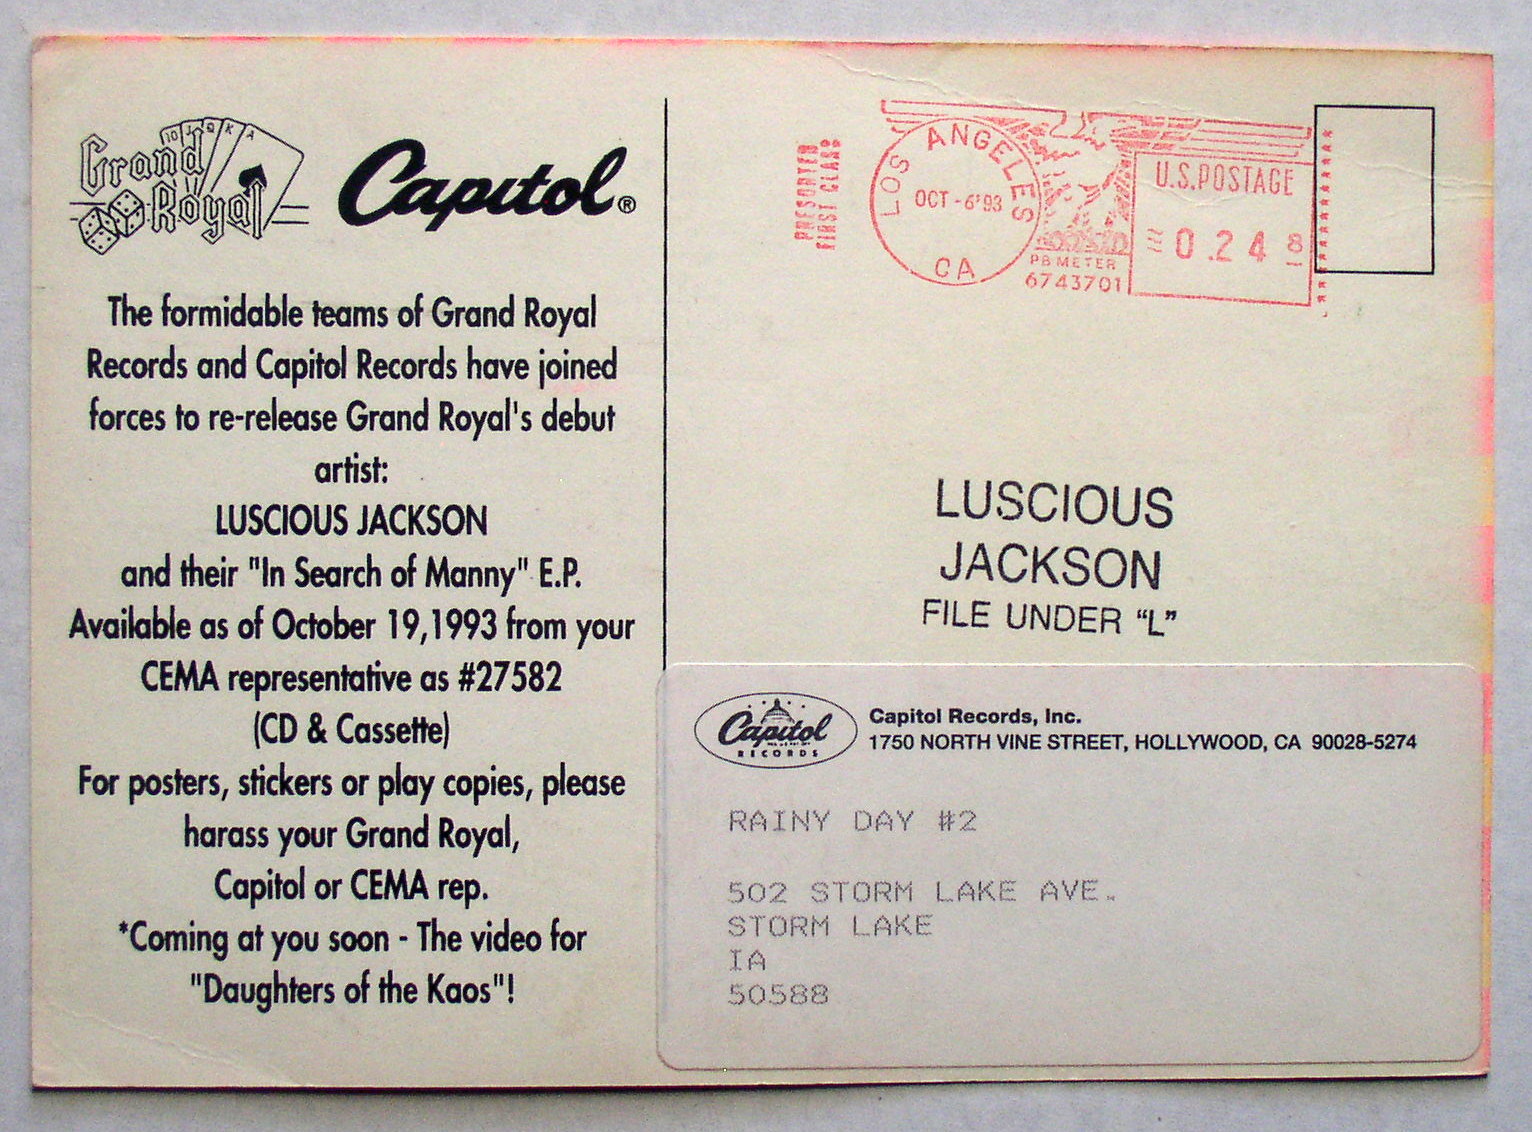 10 J Q K A
Grand
Royal
Capitol®
The formidable teams of Grand Royal
Records and Capitol Records have joined
forces to re-release Grand Royal's debut
artist:
LUSCIOUS JACKSON
and their "In Search of Manny" E.P.
Available as of October 19,1993 from your
CEMA representative as #27582
(CD & Cassette)
For posters, stickers or play copies, please
harass your Grand Royal,
Capitol or CEMA rep.
*Coming at you soon - The video for
"Daughters of the Kaos"!
PRESORTED
FIRST CLASS
LOS ANGELES
OCT -6'93
CA
PB METER
6743701
U.S.POSTAGE
0.24 8
LUSCIOUS
JACKSON
FILE UNDER “L”
Capitol
RECORDS
Capitol Records, Inc.
1750 NORTH VINE STREET, HOLLYWOOD, CA 90028-5274
RAINY DAY #2
502 STORM LAKE AVE.
STORM LAKE
IA
50588